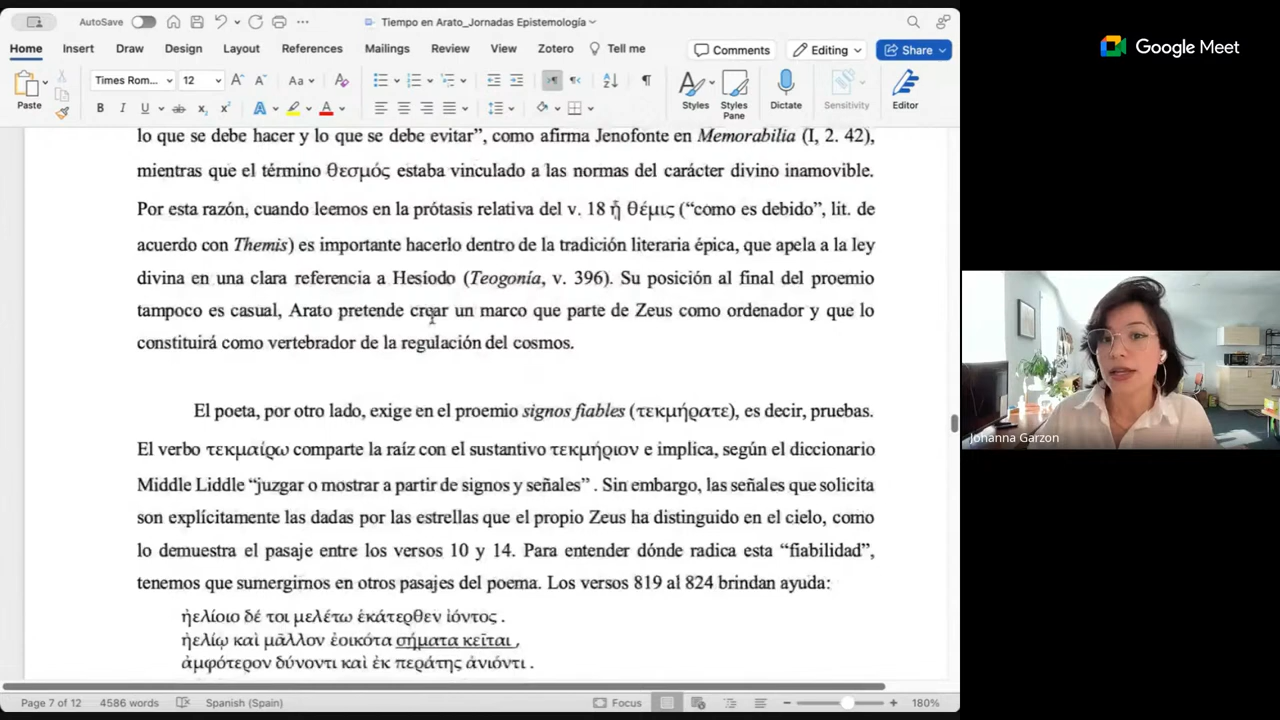 AutoSave
Tiempo en Arato_Jornadas Epistemología
Google Meet
Home Insert Draw Design Layout References Mailings Review View Zotero Tell me Comments Editing Share
Paste
Times Rom... 12
Styles
Styles Pane
Dictate
Sensitivity
Editor
lo que se debe hacer y lo que se debe evitar”, como afirma Jenofonte en Memorabilia (I, 2. 42),
mientras que el término θεσμός estaba vinculado a las normas del carácter divino inamovible.
Por esta razón, cuando leemos en la prótasis relativa del v. 18 ᾗ θέμις (“como es debido”, lit. de
acuerdo con Themis) es importante hacerlo dentro de la tradición literaria épica, que apela a la ley
divina en una clara referencia a Hesíodo (Teogonía, v. 396). Su posición al final del proemio
tampoco es casual, Arato pretende crear un marco que parte de Zeus como ordenador y que lo
constituirá como vertebrador de la regulación del cosmos.
El poeta, por otro lado, exige en el proemio signos fiables (τεκμήρατε), es decir, pruebas.
El verbo τεκμαίρω comparte la raíz con el sustantivo τεκμήριον e implica, según el diccionario
Middle Liddle “juzgar o mostrar a partir de signos y señales” . Sin embargo, las señales que solicita
son explícitamente las dadas por las estrellas que el propio Zeus ha distinguido en el cielo, como
lo demuestra el pasaje entre los versos 10 y 14. Para entender dónde radica esta “fiabilidad”,
tenemos que sumergirnos en otros pasajes del poema. Los versos 819 al 824 brindan ayuda:
ἠελίοιο δέ τοι μελέτω ἑκάτερθεν ἰόντος .
ἠελίῳ καὶ μᾶλλον ἐοικότα σήματα κεῖται ,
ἀμφότερον δύνοντι καὶ ἐκ περάτης ἀνιόντι .
Johanna Garzon
Page 7 of 12 4586 words Spanish (Spain) Focus 180%